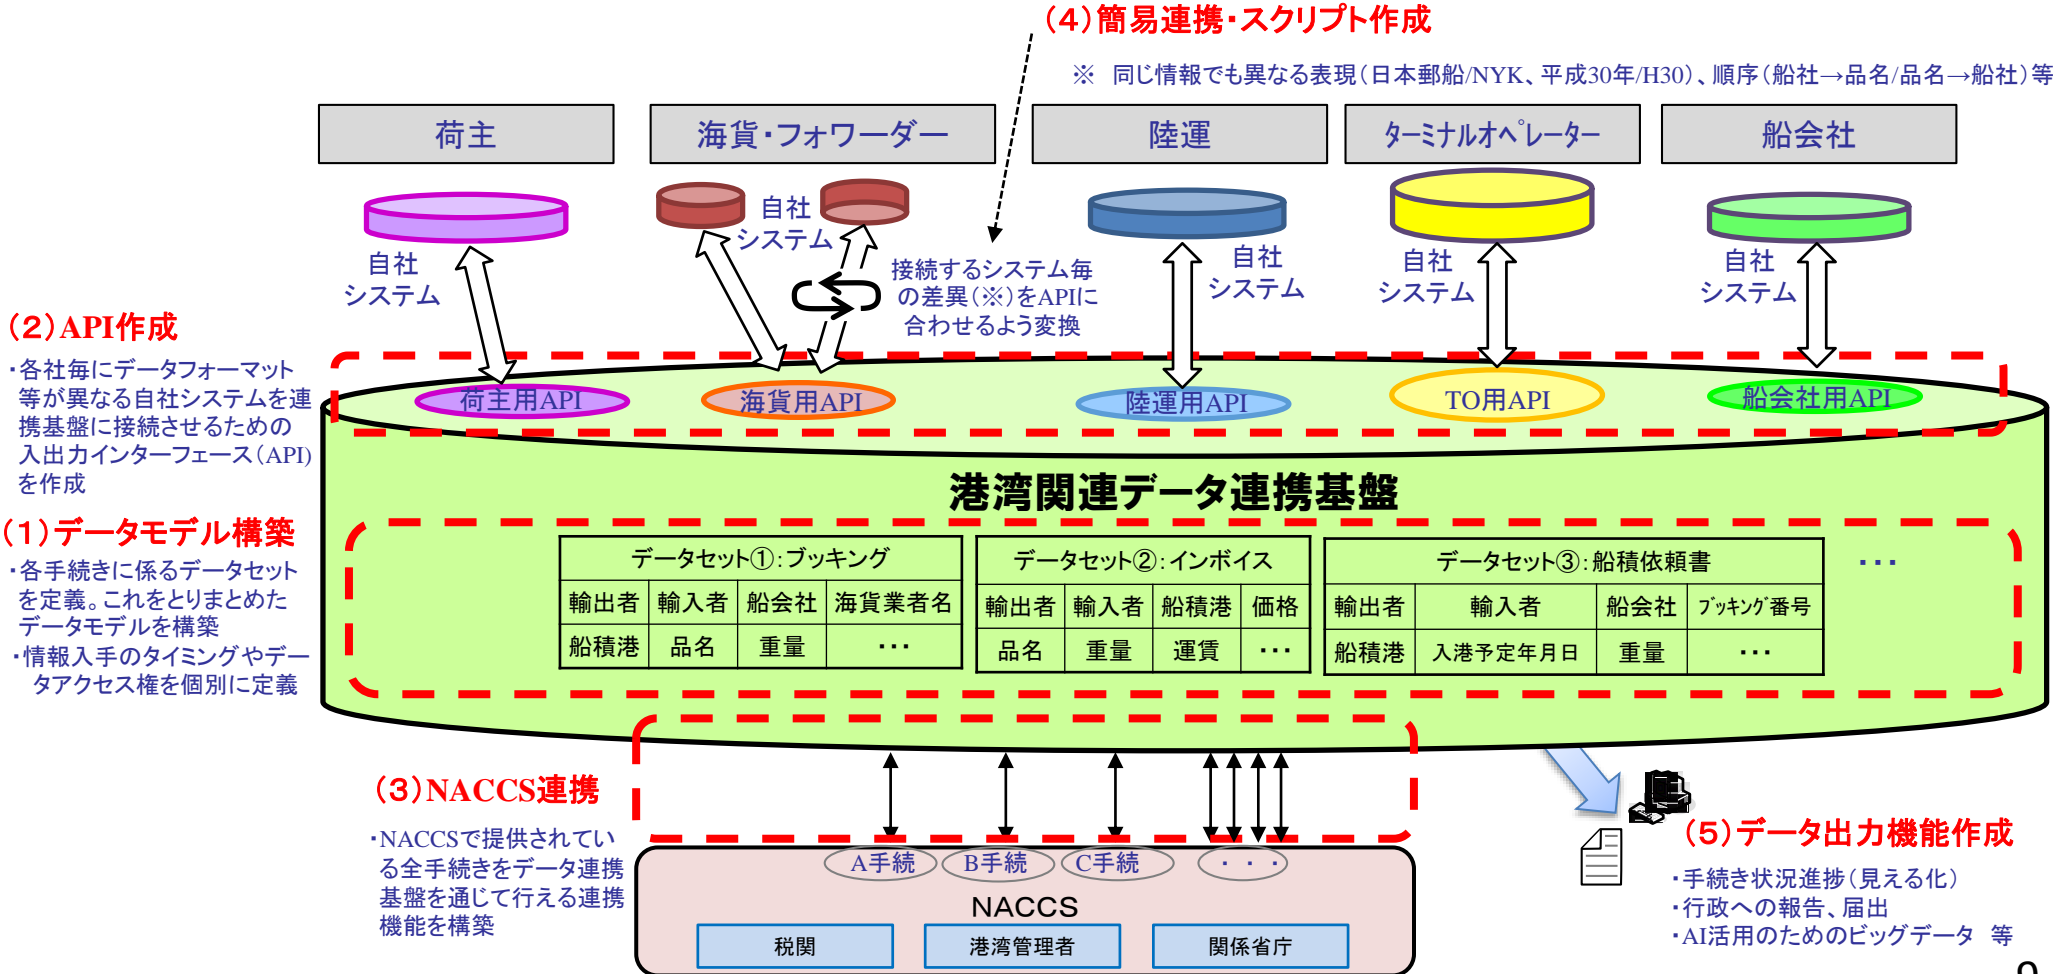 (4)簡易連携・スクリプト作成
※ 同じ情報でも異なる表現(日本郵船/NYK、平成30年/H30)、順序(船社→品名/品名→船社)等
荷主
海貨・フォワーダー
陸運
ターミナルオペレーター
船会社
自社
システム
自社
システム
自社
システム
自社
システム
自社
システム
接続するシステム毎
の差異(※)をAPIに
合わせるよう変換
(2)API作成
・各社毎にデータフォーマット
等が異なる自社システムを連
携基盤に接続させるための
入出力インターフェース(API)
を作成
荷主用API
海貨用API
陸運用API
TO用API
船会社用API
港湾関連データ連携基盤
(1)データモデル構築
・各手続きに係るデータセット
を定義。これをとりまとめた
データモデルを構築
・情報入手のタイミングやデー
タアクセス権を個別に定義
データセット①:ブッキング
輸出者 輸入者 船会社 海貨業者名
船積港 品名 重量 ・・・
データセット②:インボイス
輸出者 輸入者 船積港 価格
品名 重量 運賃 ・・・
データセット③:船積依頼書
輸出者 輸入者 船会社 ブッキング番号
船積港 入港予定年月日 重量 ・・・
・・・
(3)NACCS連携
・NACCSで提供されてい
る全手続きをデータ連携
基盤を通じて行える連携
機能を構築
A手続 B手続 C手続 ・・・
NACCS
税関 港湾管理者 関係省庁
(5)データ出力機能作成
・手続き状況進捗(見える化)
・行政への報告、届出
・AI活用のためのビッグデータ 等